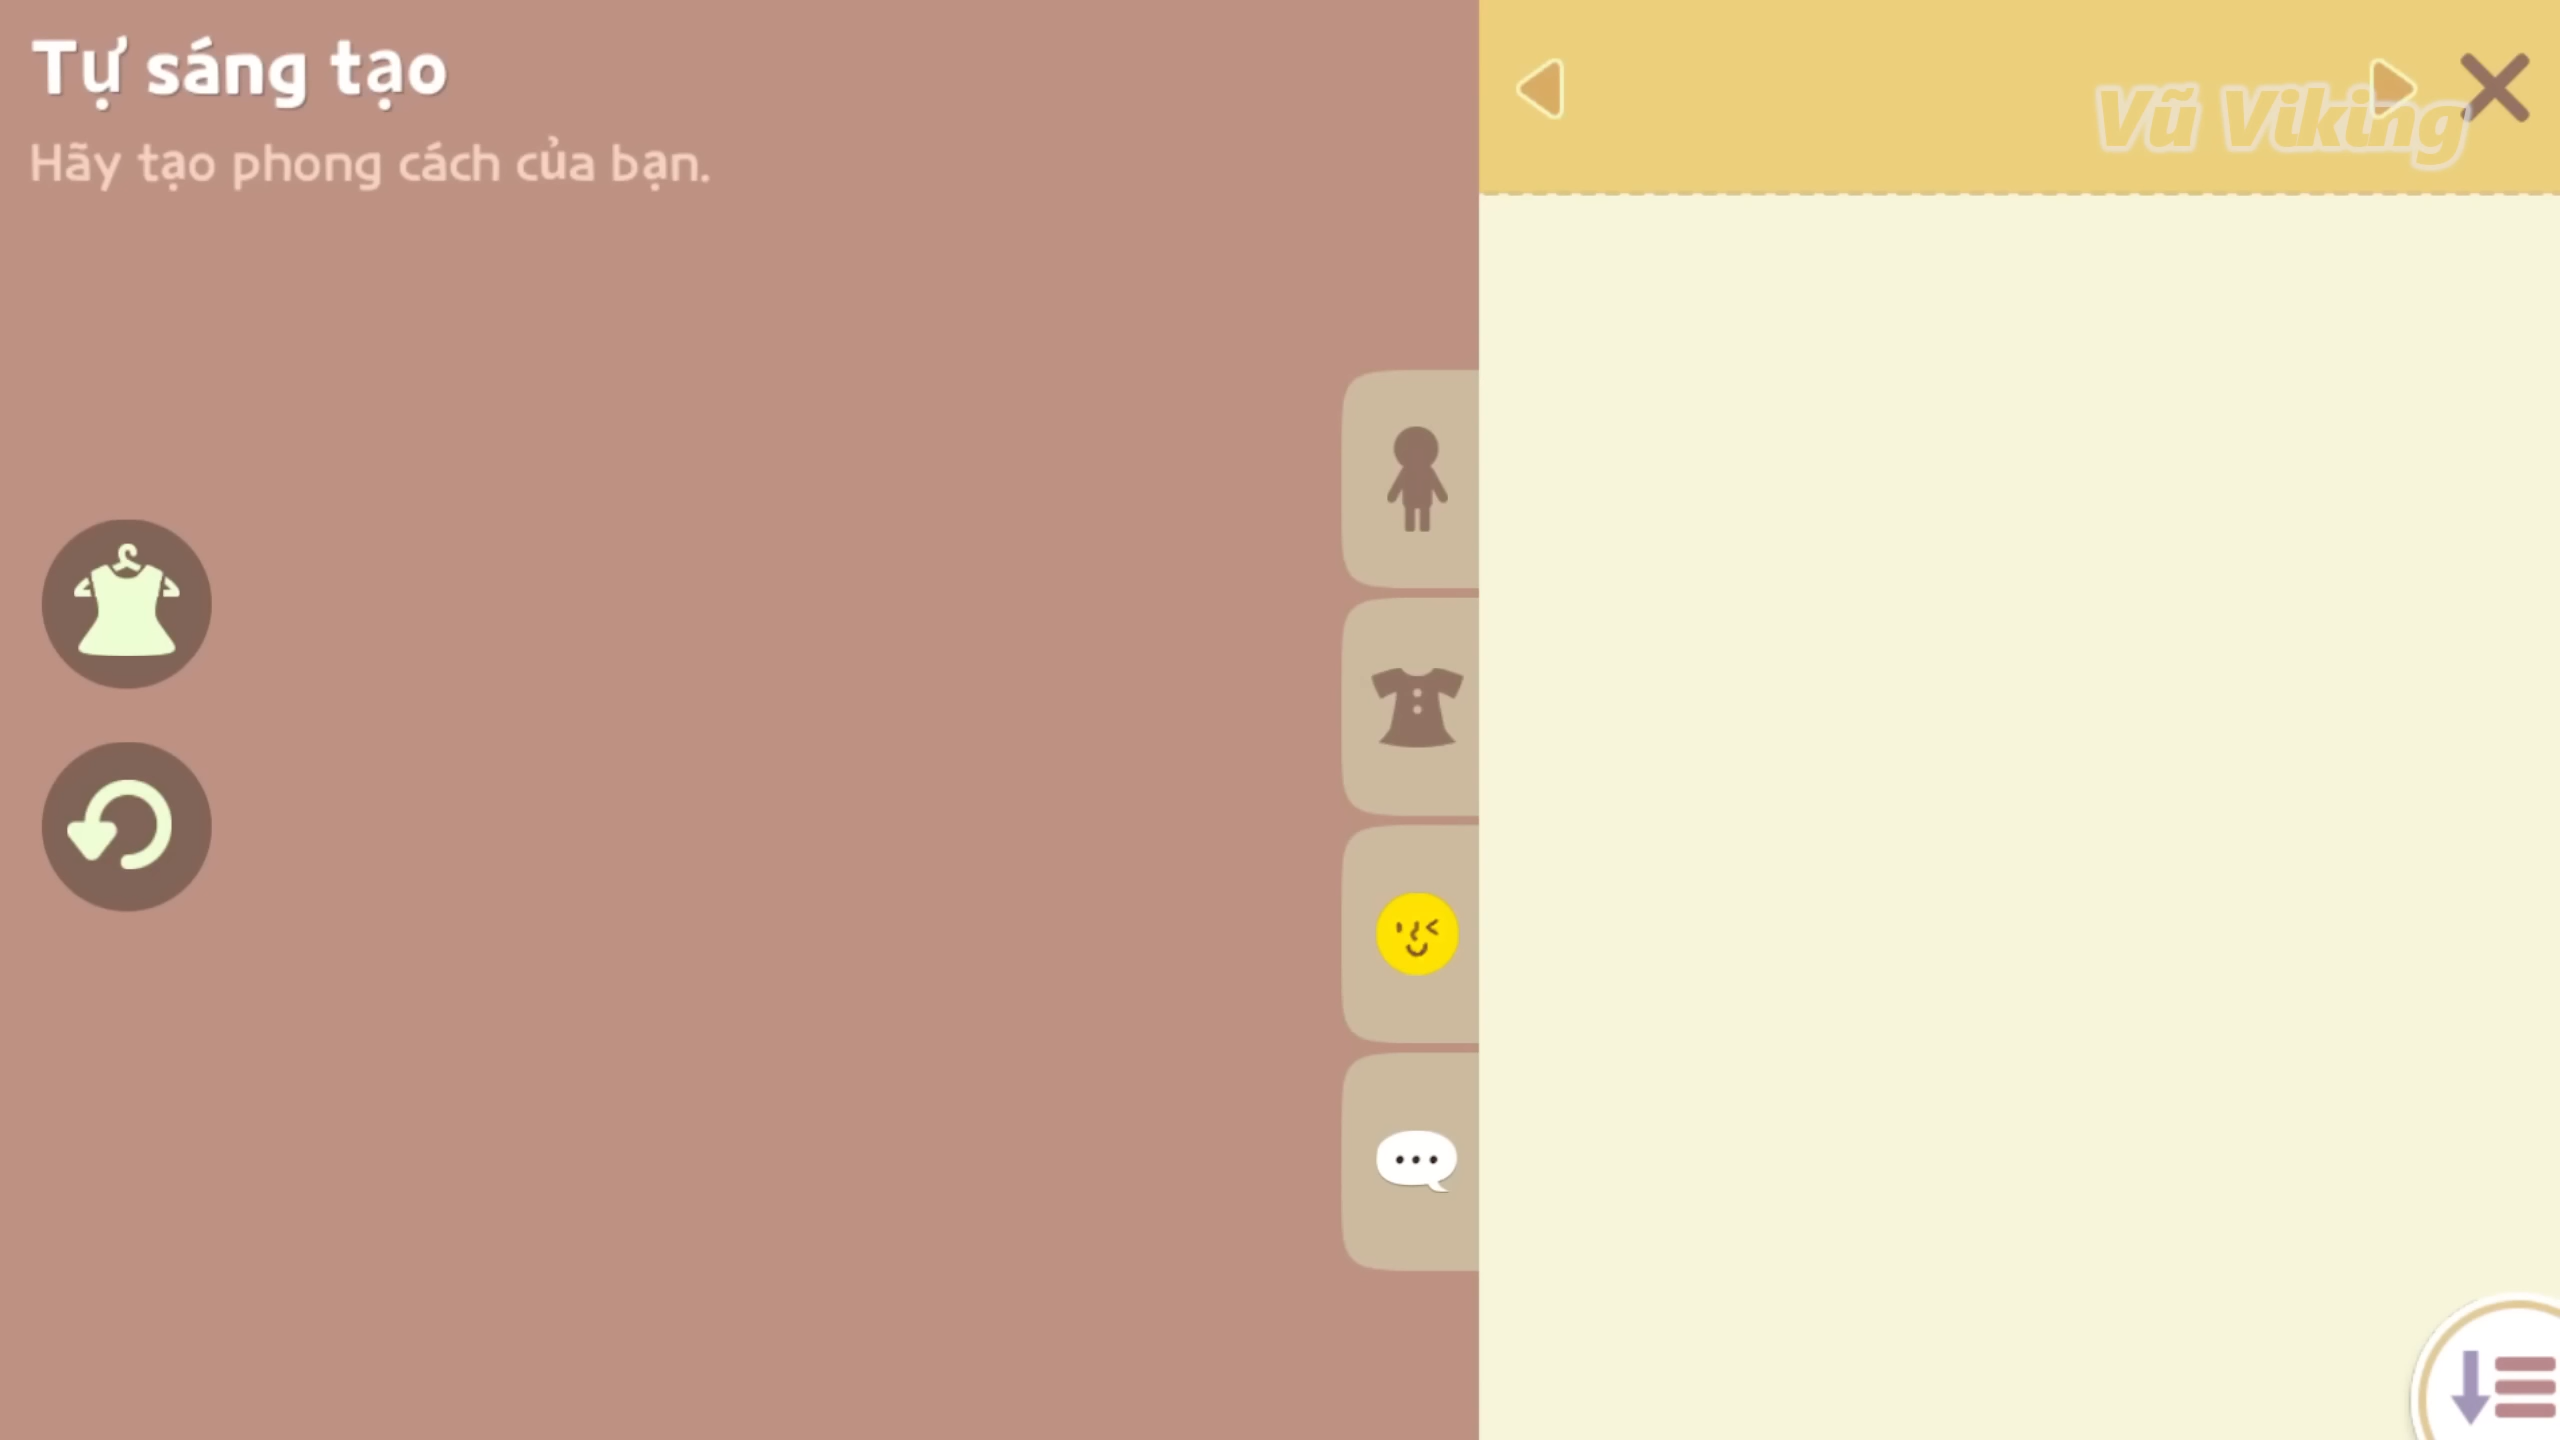 Tự sáng tạo
Hãy tạo phong cách của bạn.
Vũ Viking